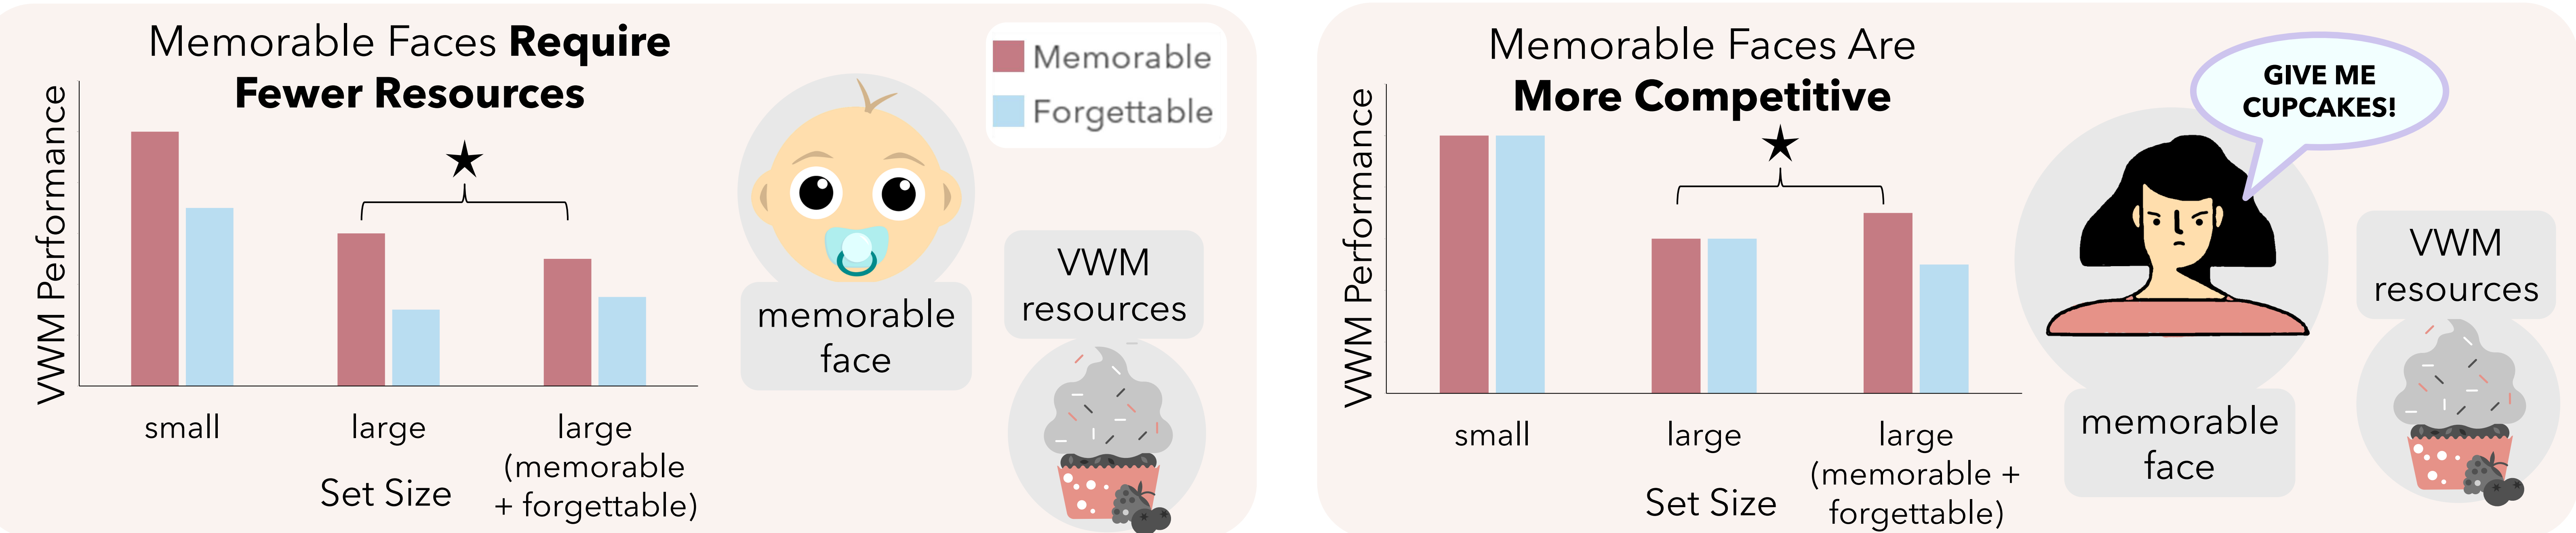 Memorable Faces Require
Fewer Resources
Memorable
Forgettable
VWM Performance
small
large
large
(memorable
+ forgettable)
Set Size
memorable
face
VWM
resources
Memorable Faces Are
More Competitive
GIVE ME
CUPCAKES!
VWM Performance
small
large
large
(memorable +
forgettable)
Set Size
memorable
face
VWM
resources